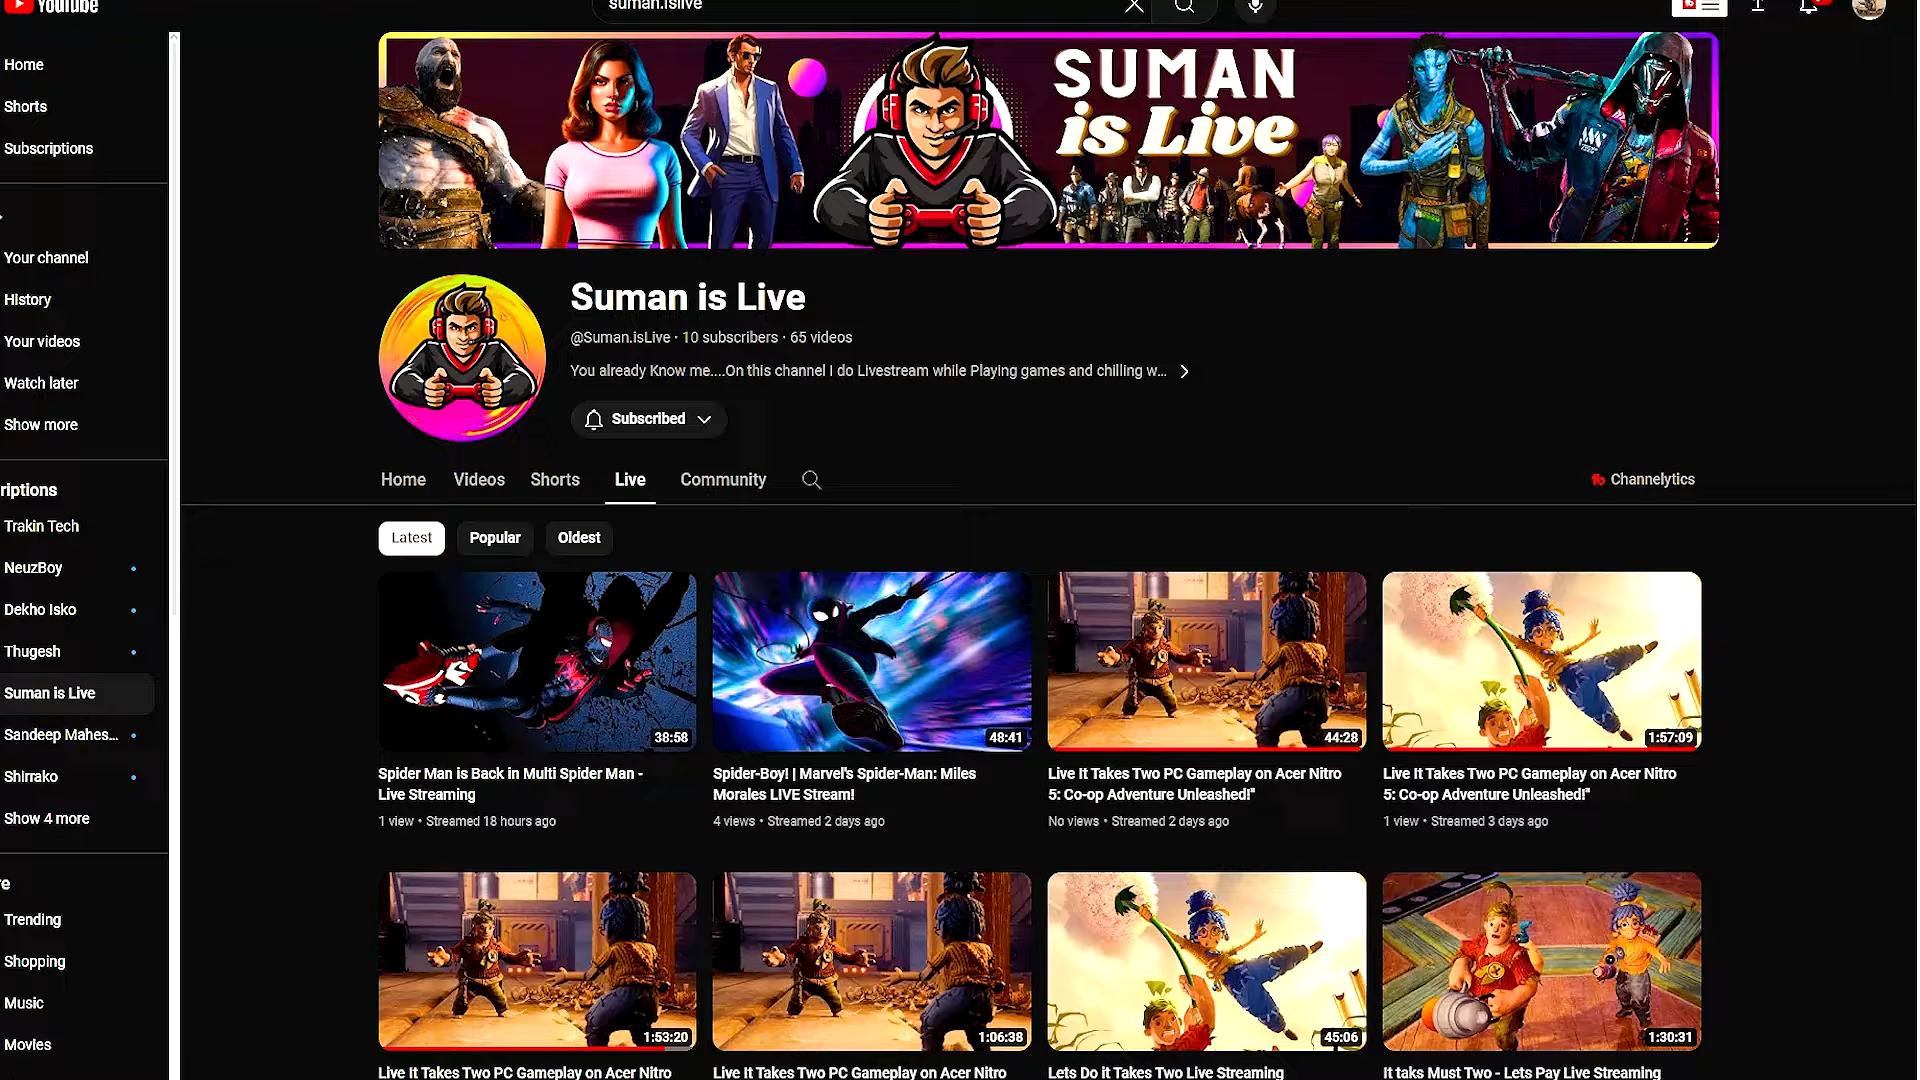 YouTube
suman.islive
Home
Shorts
Subscriptions
Your channel
History
Your videos
Watch later
Show more
riptions
Trakin Tech
NeuzBoy
Dekho Isko
Thugesh
Suman is Live
Sandeep Mahes...
Shirrako
Show 4 more
re
Trending
Shopping
Music
Movies
SUMAN
is Live
Suman is Live
@Suman.isLive · 10 subscribers · 65 videos
You already Know me....On this channel I do Livestream while Playing games and chilling w...
Subscribed
Home Videos Shorts Live Community
Channelytics
Latest Popular Oldest
38:58
48:41
44:28
1:57:09
Spider Man is Back in Multi Spider Man -
Live Streaming
1 view • Streamed 18 hours ago
Spider-Boy! | Marvel's Spider-Man: Miles
Morales LIVE Stream!
4 views • Streamed 2 days ago
Live It Takes Two PC Gameplay on Acer Nitro
5: Co-op Adventure Unleashed!"
No views • Streamed 2 days ago
Live It Takes Two PC Gameplay on Acer Nitro
5: Co-op Adventure Unleashed!"
1 view • Streamed 3 days ago
1:53:20
1:06:38
45:06
1:30:31
Live It Takes Two PC Gameplay on Acer Nitro
Live It Takes Two PC Gameplay on Acer Nitro
Lets Do it Takes Two Live Streaming
It taks Must Two - Lets Pay Live Streaming